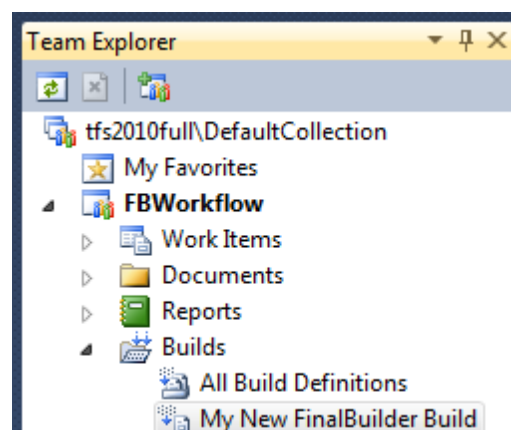 Team Explorer
tfs2010full\DefaultCollection
My Favorites
FBWorkflow
Work Items
Documents
Reports
Builds
All Build Definitions
My New FinalBuilder Build